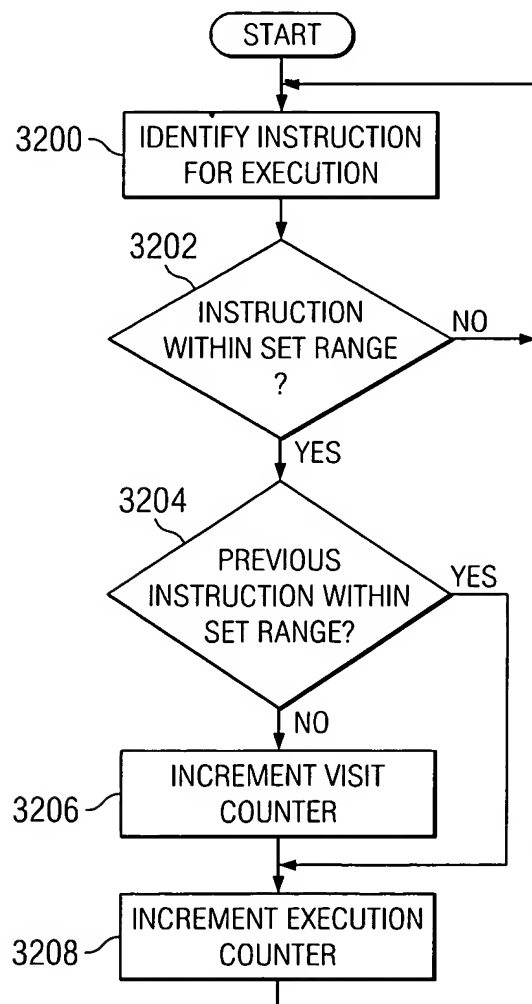 START
3200
IDENTIFY INSTRUCTION
FOR EXECUTION
3202
INSTRUCTION
WITHIN SET RANGE
?
NO
YES
3204
PREVIOUS
INSTRUCTION WITHIN
SET RANGE?
YES
NO
3206
INCREMENT VISIT
COUNTER
3208
INCREMENT EXECUTION
COUNTER